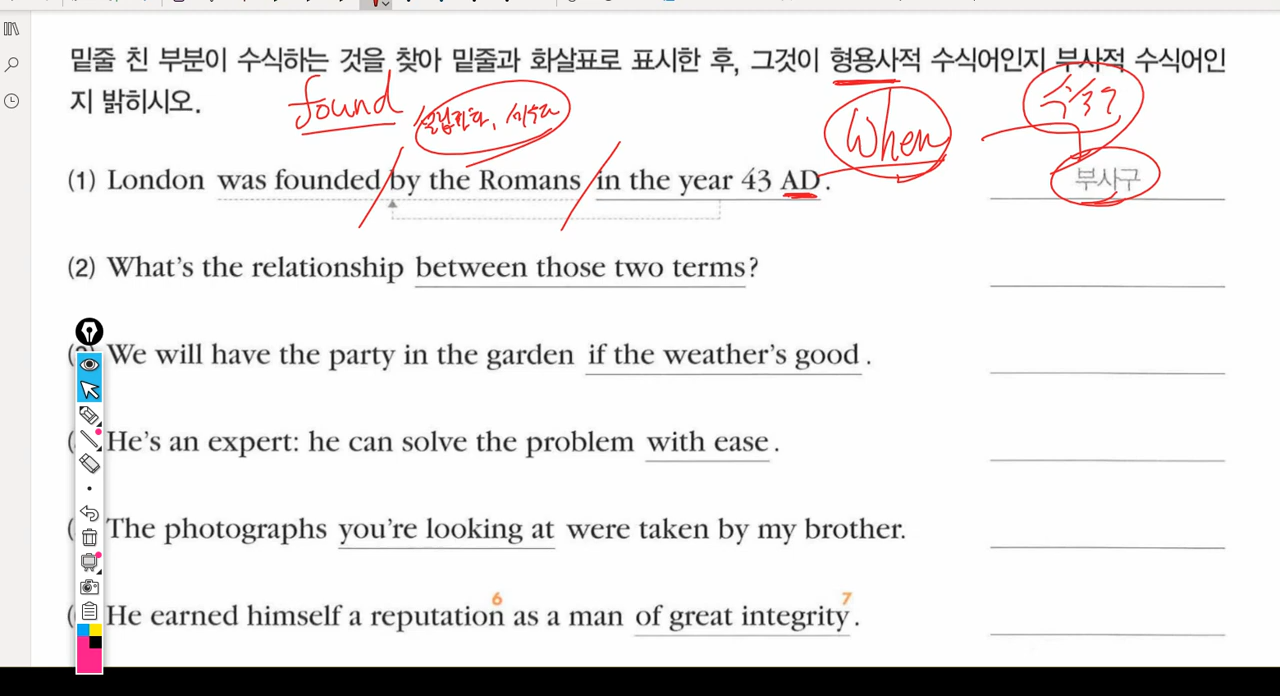 밑줄 친 부분이 수식하는 것을 찾아 밑줄과 화살표로 표시한 후, 그것이 형용사적 수식어인지 부사적 수식어인
지 밝히시오.
found
When
(1) London was founded by the Romans in the year 43 AD.
부사구
(2) What's the relationship between those two terms?
We will have the party in the garden if the weather's good.
He's an expert: he can solve the problem with ease.
The photographs you're looking at were taken by my brother.
6 7
He earned himself a reputation as a man of great integrity.